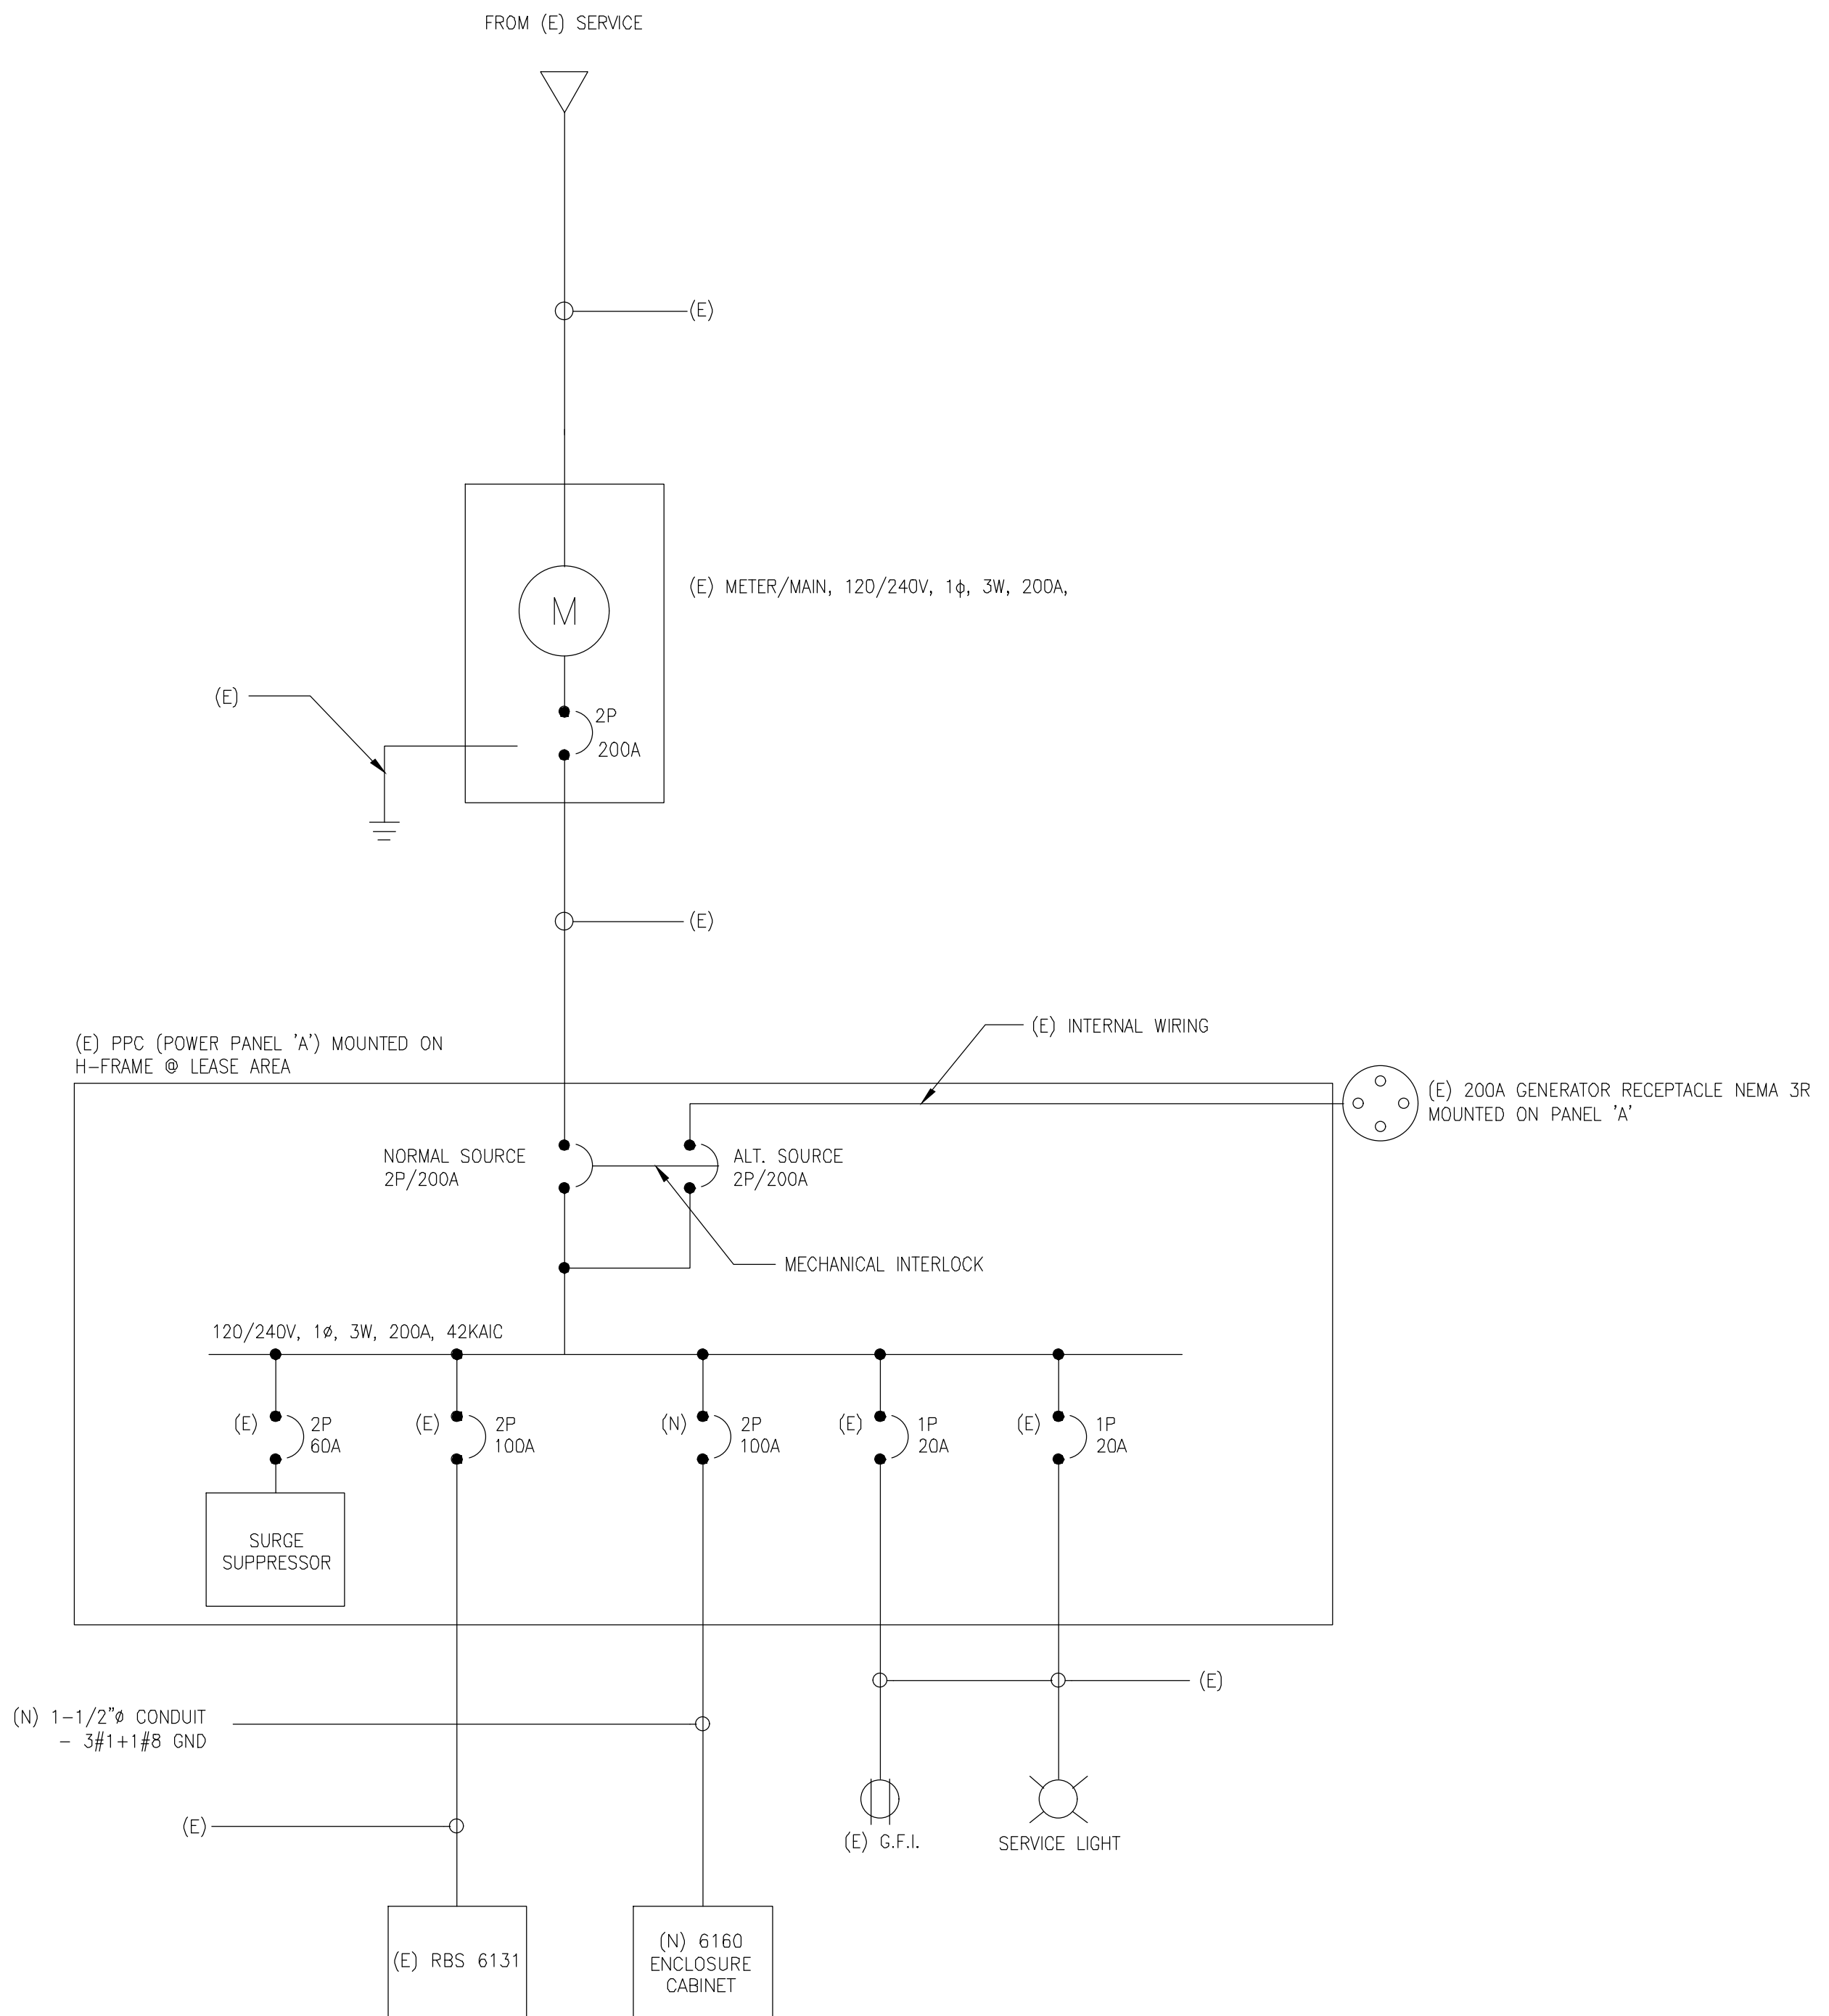 FROM (E) SERVICE
(E)
M
(E) METER/MAIN, 120/240V, 1ϕ, 3W, 200A,
(E)
2P
200A
(E)
(E) PPC (POWER PANEL 'A') MOUNTED ON
H-FRAME @ LEASE AREA
(E) INTERNAL WIRING
(E) 200A GENERATOR RECEPTACLE NEMA 3R
MOUNTED ON PANEL 'A'
NORMAL SOURCE
2P/200A
ALT. SOURCE
2P/200A
MECHANICAL INTERLOCK
120/240V, 1ø, 3W, 200A, 42KAIC
(E)
2P
60A
(E)
2P
100A
(N)
2P
100A
(E)
1P
20A
(E)
1P
20A
SURGE
SUPPRESSOR
(E)
(N) 1-1/2"ø CONDUIT
- 3#1+1#8 GND
(E)
(E) G.F.I.
SERVICE LIGHT
(E) RBS 6131
(N) 6160
ENCLOSURE
CABINET